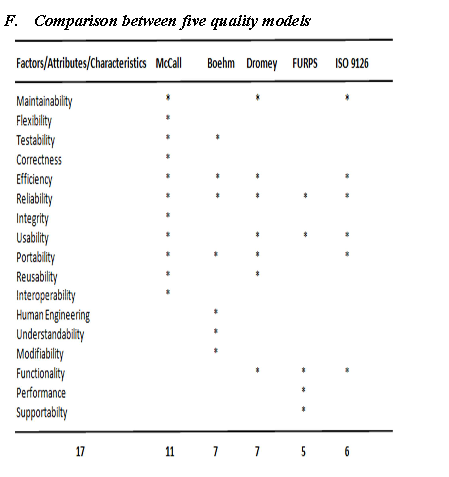 F. Comparison between five quality models
Factors/Attributes/Characteristics McCall Boehm Dromey FURPS ISO 9126
Maintainability * * *
Flexibility *
Testability * *
Correctness *
Efficiency * * * *
Reliability * * * * *
Integrity *
Usability * * * *
Portability * * * *
Reusability * *
Interoperability *
Human Engineering *
Understandability *
Modifiability *
Functionality * * *
Performance *
Supportabilty *
17 11 7 7 5 6